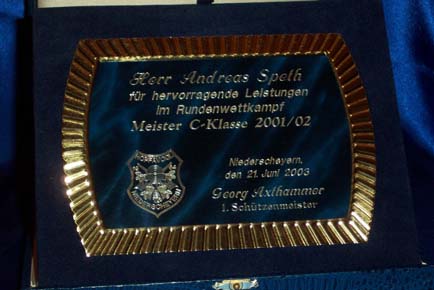 Herr Andreas Speth
für hervorragende Leistungen
im Rundenwettkampf
Meister C-Klasse 2001/02
Niederscheyern,
den 21. Juni 2003
Georg Axthammer
1. Schützenmeister
NIEDERSCHEYERN